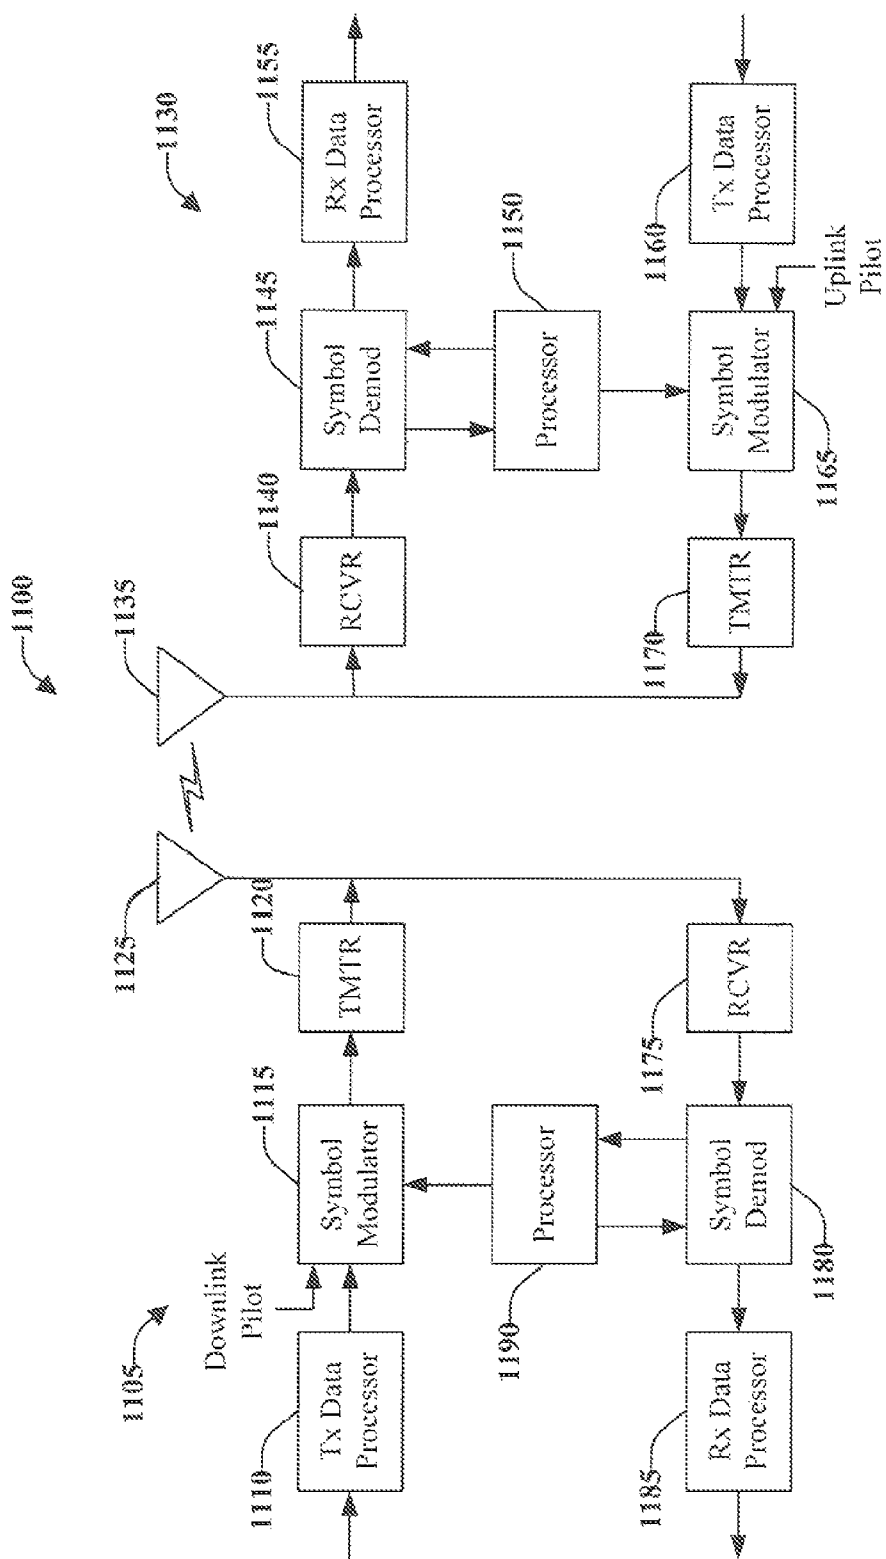 1100
1105
1130
1125
1135
Downlink
Pilot
1110
Tx Data
Processor
1115
Symbol
Modulator
1120
TMTR
1140
RCVR
1145
Symbol
Demod
1155
Rx Data
Processor
1190
Processor
1150
Processor
1185
Rx Data
Processor
1180
Symbol
Demod
1175
RCVR
1170
TMTR
1165
Symbol
Modulator
1160
Tx Data
Processor
Uplink
Pilot